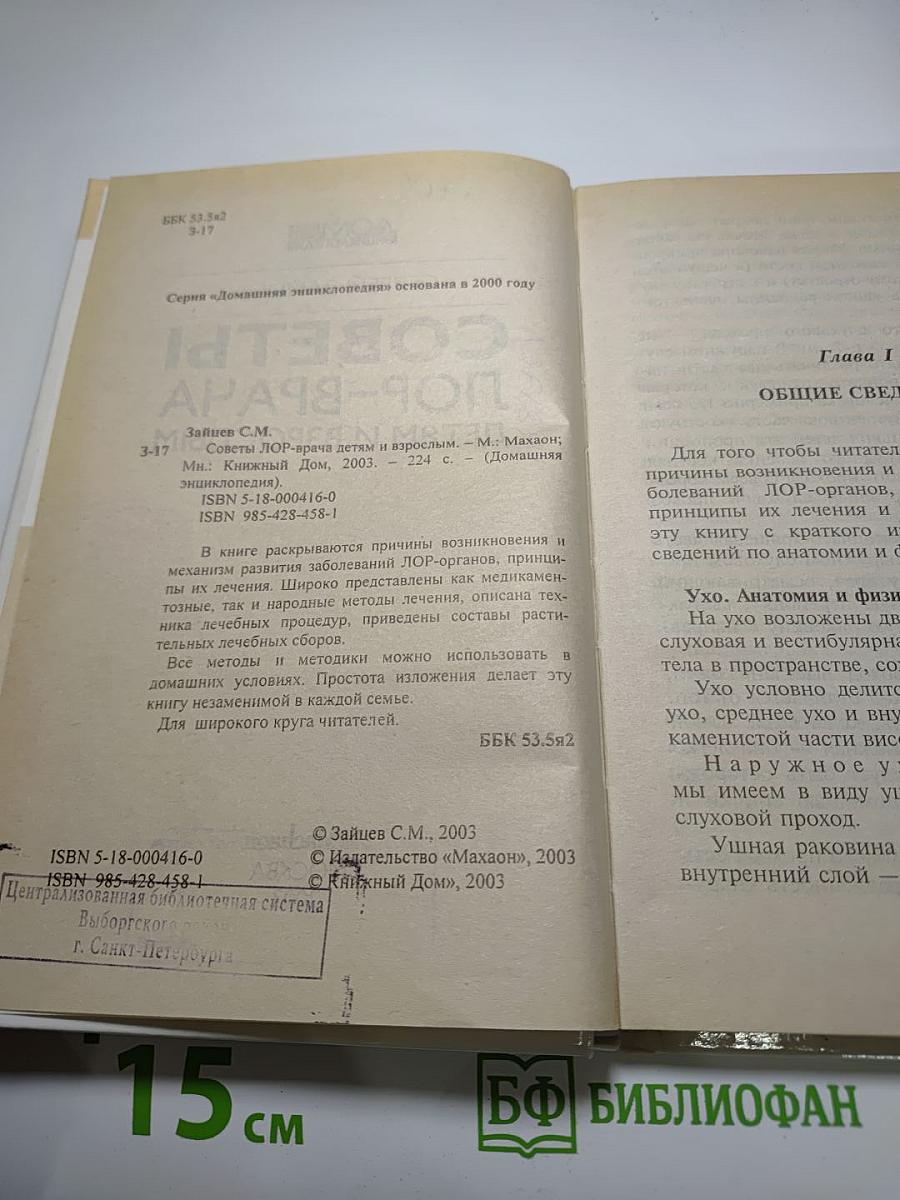 ББК 53.5я2
З-17
Серия «Домашняя энциклопедия» основана в 2000 году
СОВЕТЫ
ЛОР-ВРАЧА
Зайцев С.М.
З-17 Советы ЛОР-врача детям и взрослым. – М.: Махаон;
Мн.: Книжный Дом, 2003. – 224 с. – (Домашняя
энциклопедия).
ISBN 5-18-000416-0
ISBN 985-428-458-1
В книге раскрываются причины возникновения и
механизм развития заболеваний ЛОР-органов, принци-
пы их лечения. Широко представлены как медикамен-
тозные, так и народные методы лечения, описана тех-
ника лечебных процедур, приведены составы расти-
тельных лечебных сборов.
Все методы и методики можно использовать в
домашних условиях. Простота изложения делает эту
книгу незаменимой в каждой семье.
Для широкого круга читателей.
ББК 53.5я2
© Зайцев С.М., 2003
ISBN 5-18-000416-0 © Издательство «Махаон», 2003
ISBN 985-428-458-1 © Книжный Дом», 2003
Централизованная библиотечная система
Выборгского
г. Санкт-Петербурга
Глава I
ОБЩИЕ СВЕД
Для того чтобы читател
причины возникновения и
болеваний ЛОР-органов,
принципы их лечения и
эту книгу с краткого и
сведений по анатомии и ф
Ухо. Анатомия и физи
На ухо возложены дв
слуховая и вестибулярна
тела в пространстве, со
Ухо условно делитс
ухо, среднее ухо и вну
каменистой части висо
Наружное у
мы имеем в виду уш
слуховой проход.
Ушная раковина
внутренний слой —
15 см
БФ БИБЛИОФАН